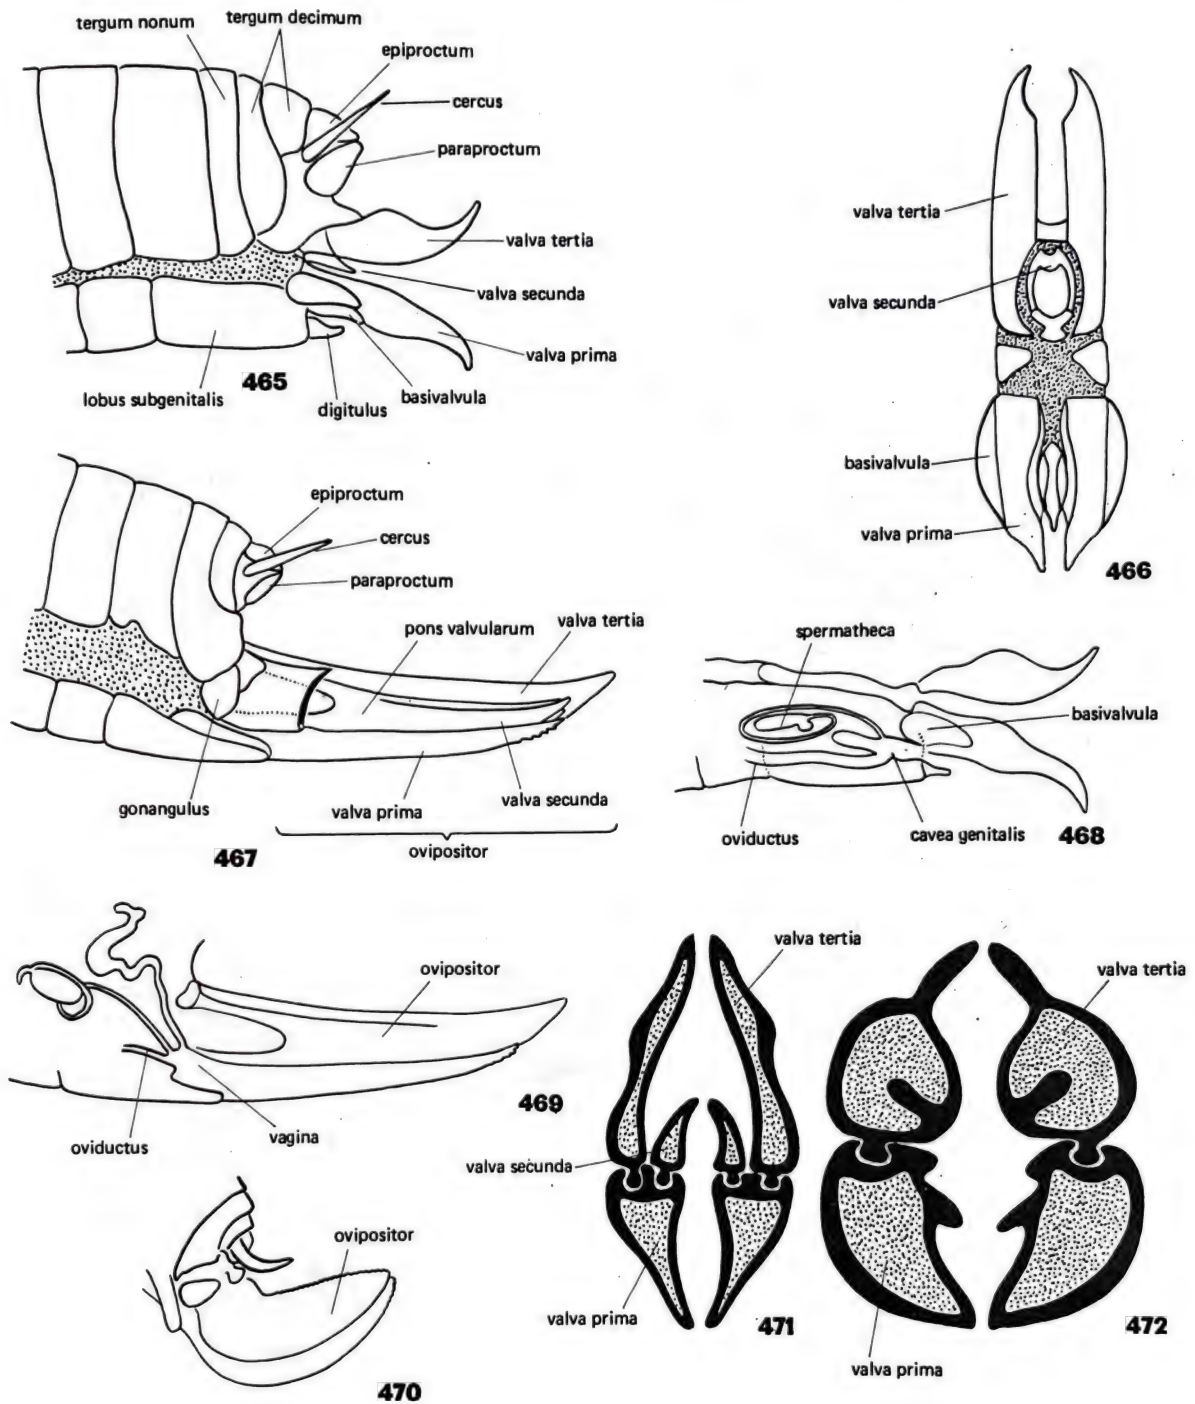 tergum nonum
tergum decimum
epiproctum
cercus
paraproctum
valva tertia
valva secunda
valva prima
basivalvula
digitulus
lobus subgenitalis
465
valva tertia
valva secunda
basivalvula
valva prima
466
epiproctum
cercus
paraproctum
pons valvularum
valva tertia
gonangulus
valva prima
valva secunda
ovipositor
467
spermatheca
basivalvula
oviductus
cavea genitalis
468
ovipositor
oviductus
vagina
469
ovipositor
470
valva tertia
valva secunda
valva prima
471
valva tertia
valva prima
472